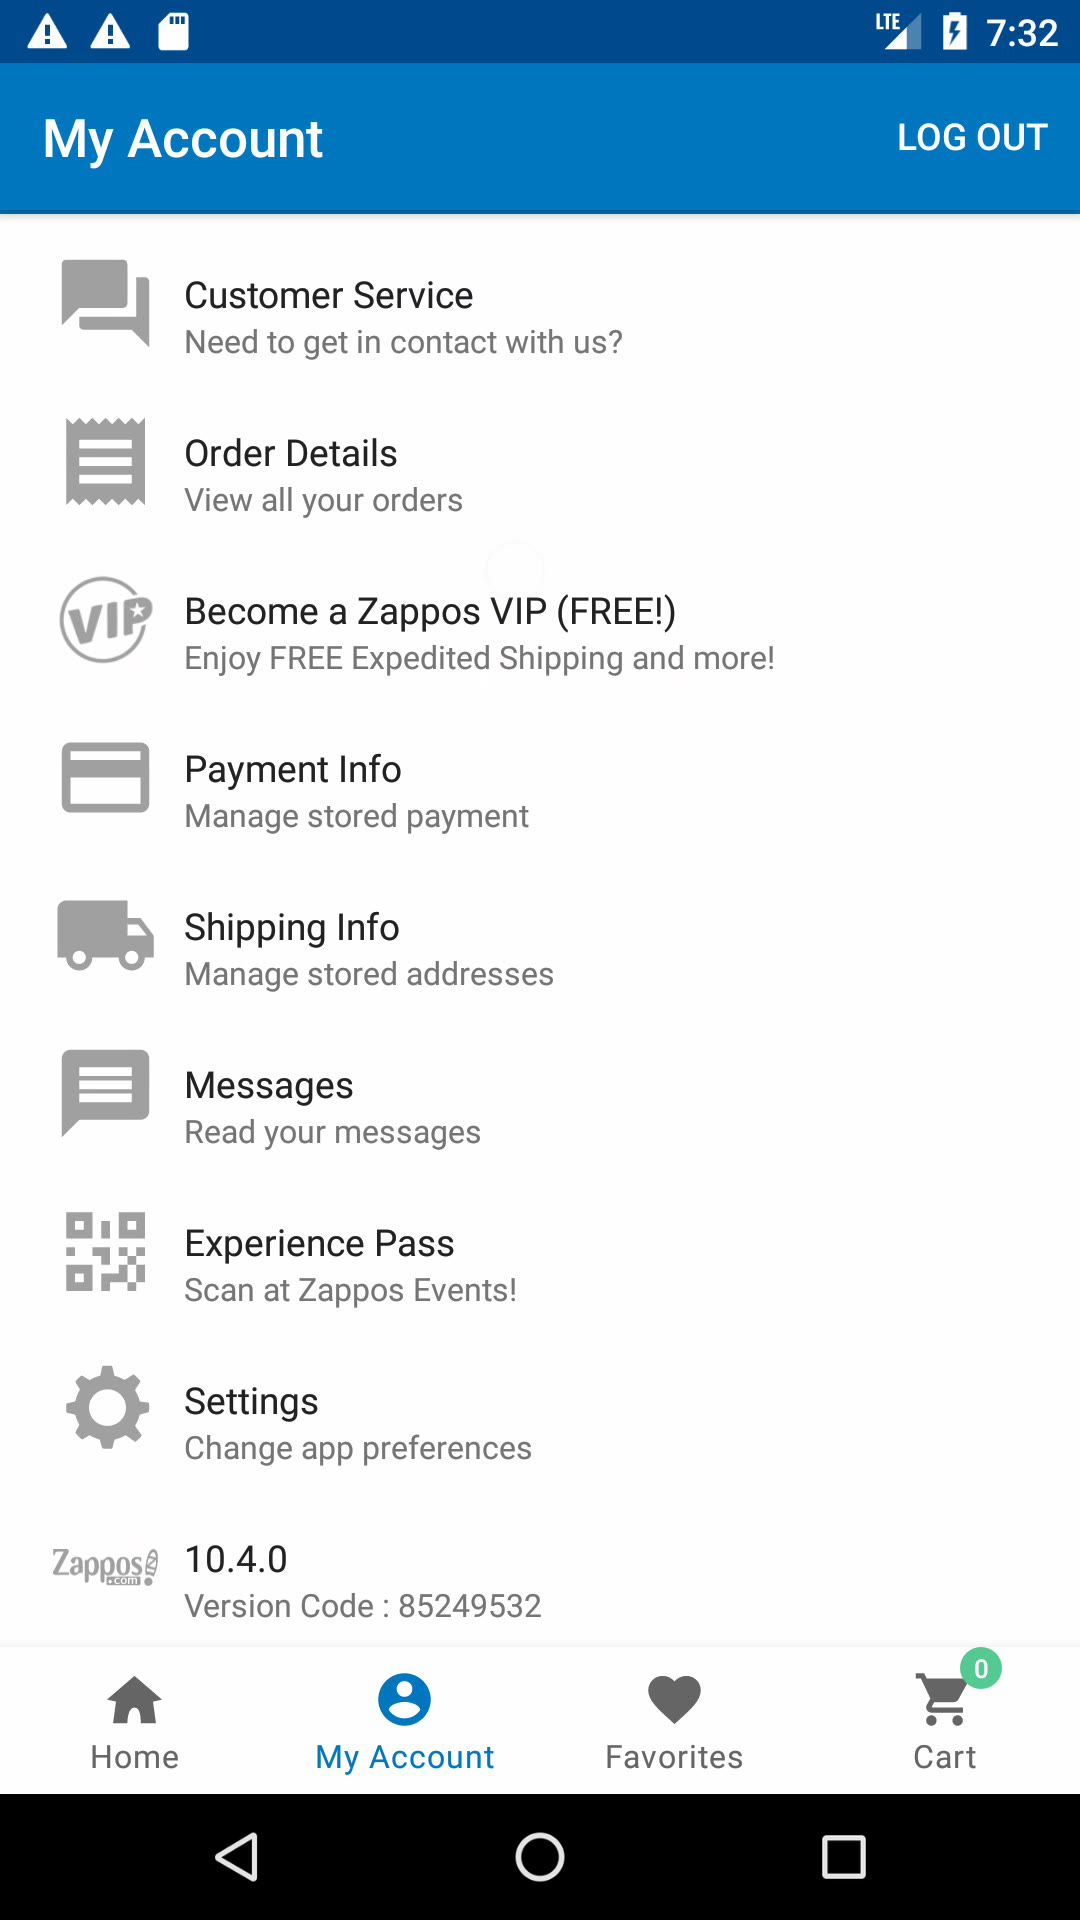 LTE 7:32
My Account LOG OUT
Customer Service
Need to get in contact with us?
Order Details
View all your orders
VIP
Become a Zappos VIP (FREE!)
Enjoy FREE Expedited Shipping and more!
Payment Info
Manage stored payment
Shipping Info
Manage stored addresses
Messages
Read your messages
Experience Pass
Scan at Zappos Events!
Settings
Change app preferences
Zappos
.com
10.4.0
Version Code : 85249532
0
Home My Account Favorites Cart